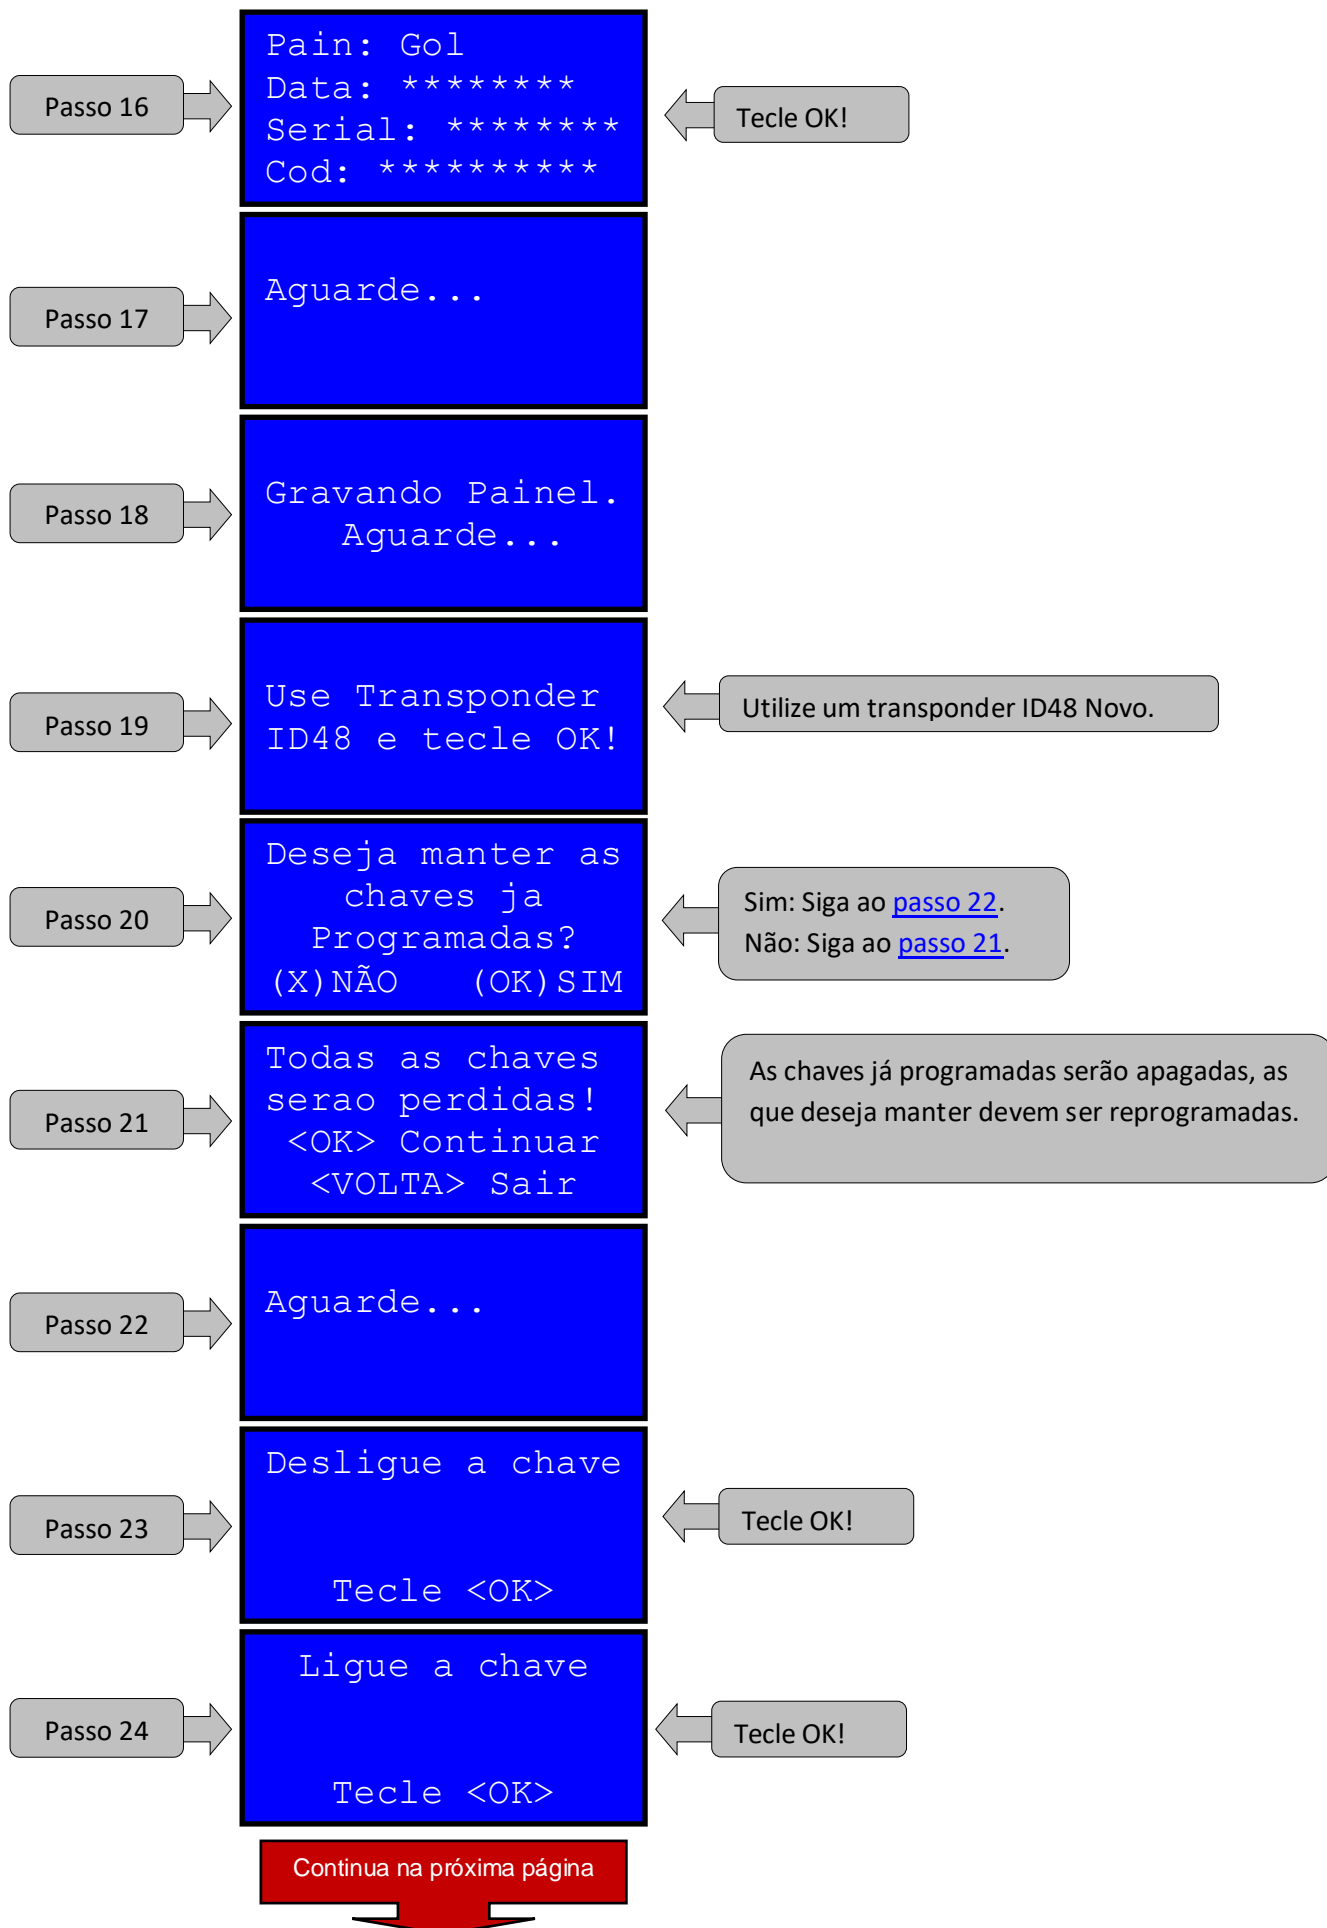 Passo 16
Pain: Gol
Data: ********
Serial: ********
Cod: **********
Tecle OK!
Passo 17
Aguarde...
Passo 18
Gravando Painel.
Aguarde...
Passo 19
Use Transponder
ID48 e tecle OK!
Utilize um transponder ID48 Novo.
Passo 20
Deseja manter as
chaves ja
Programadas?
(X)NÃO (OK)SIM
Sim: Siga ao passo 22.
Não: Siga ao passo 21.
Passo 21
Todas as chaves
serao perdidas!
<OK> Continuar
<VOLTA> Sair
As chaves já programadas serão apagadas, as
que deseja manter devem ser reprogramadas.
Passo 22
Aguarde...
Passo 23
Desligue a chave
Tecle <OK>
Tecle OK!
Passo 24
Ligue a chave
Tecle <OK>
Tecle OK!
Continua na próxima página